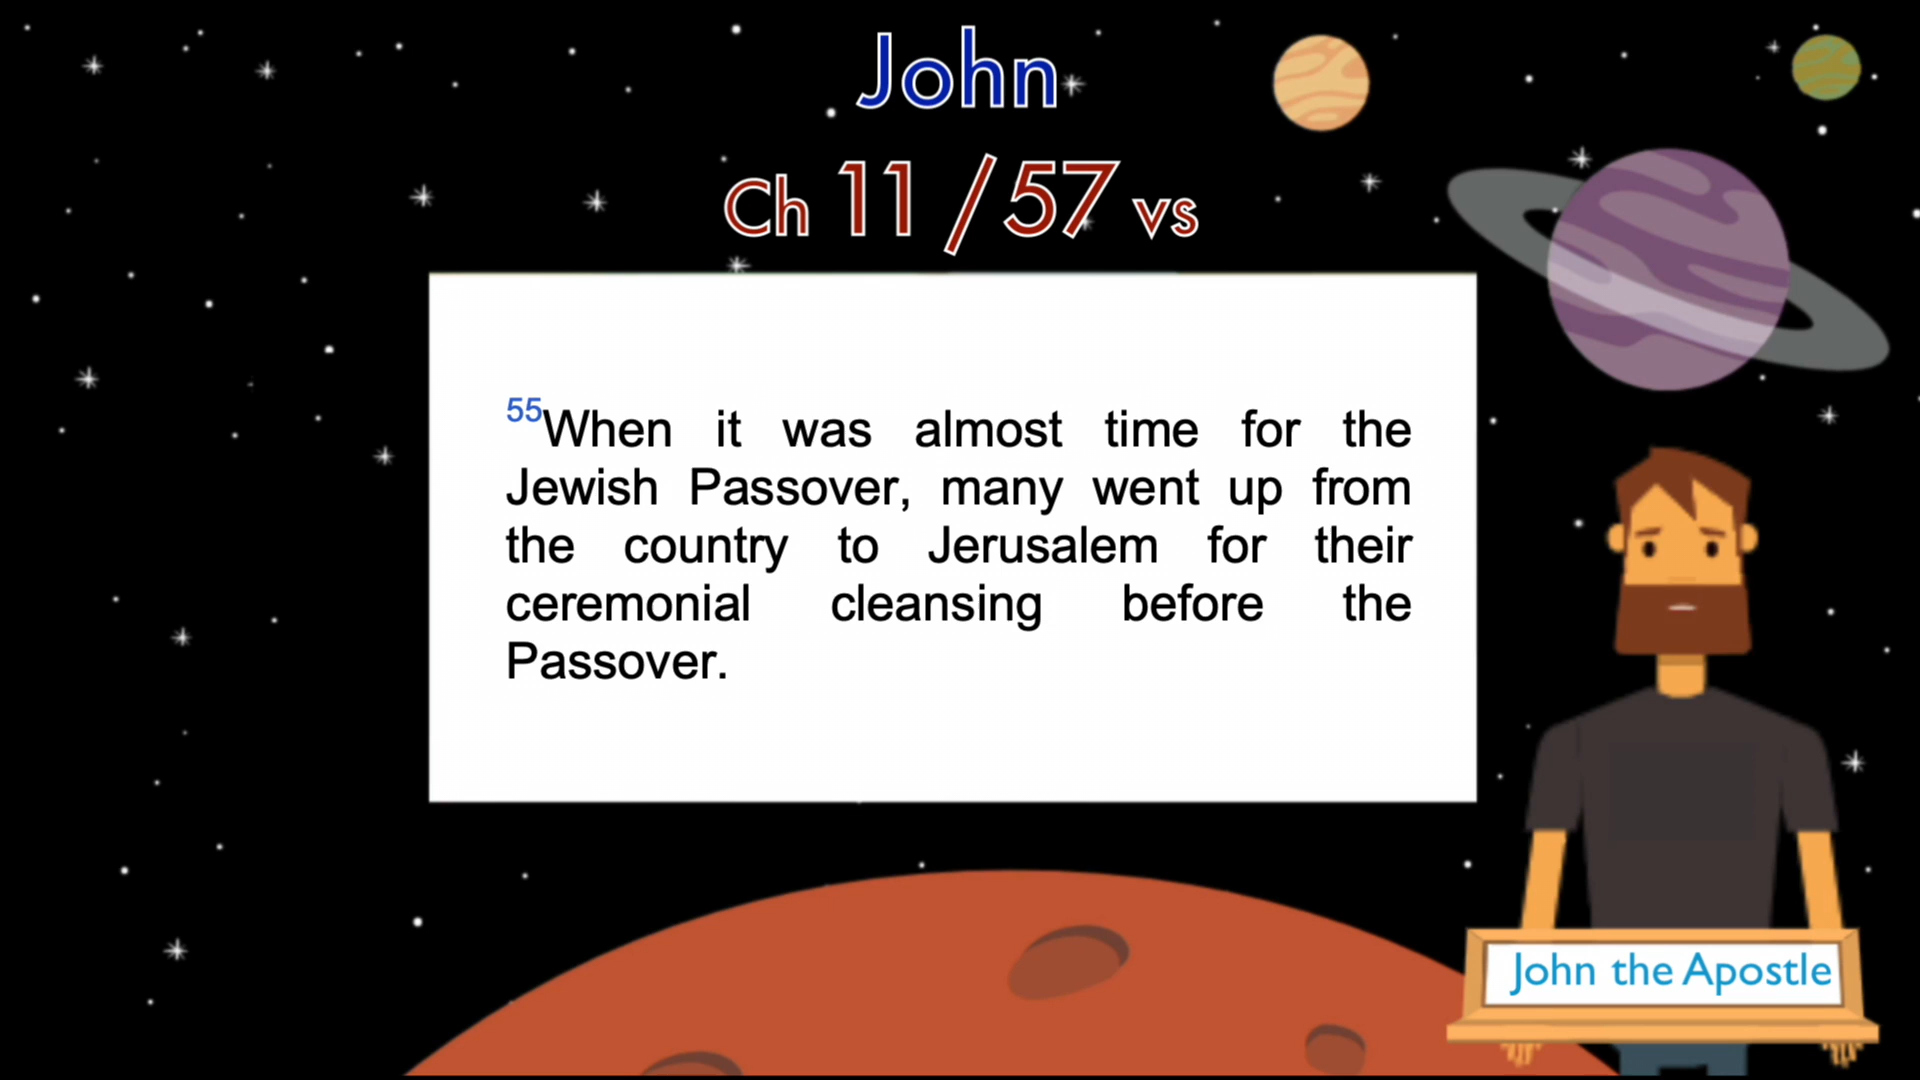 John
Ch 11 / 57 vs
55When it was almost time for the
Jewish Passover, many went up from
the country to Jerusalem for their
ceremonial cleansing before the
Passover.
John the Apostle